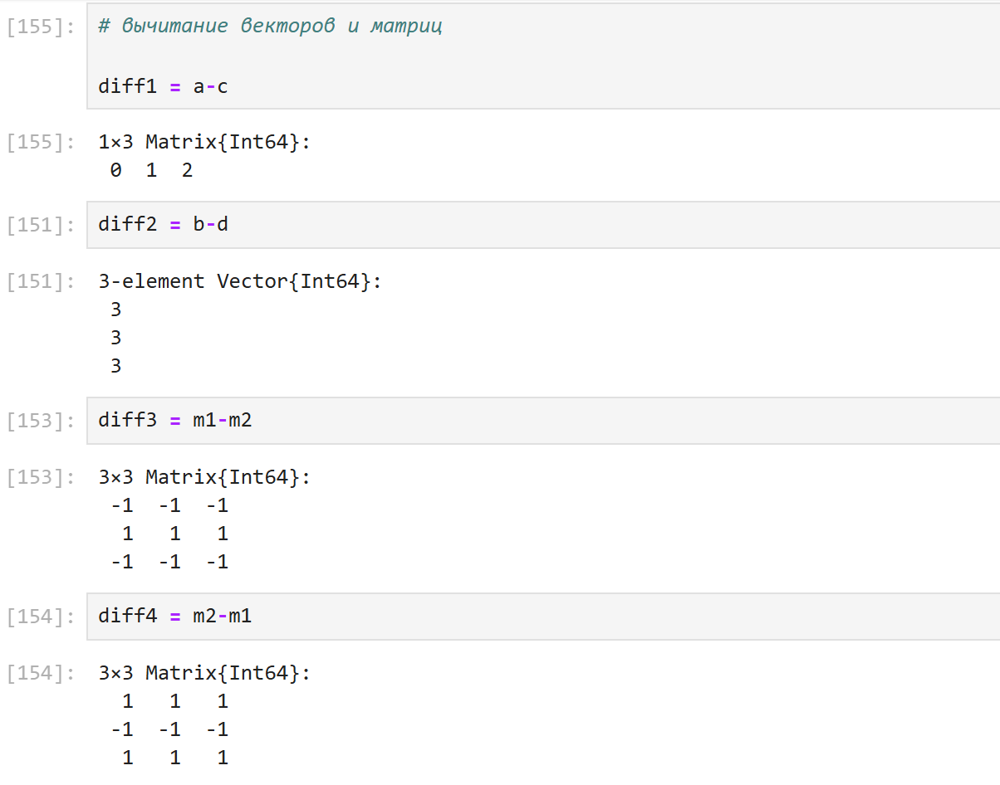 [155]: # вычитание векторов и матриц
diff1 = a-c
[155]: 1×3 Matrix{Int64}:
0 1 2
[151]: diff2 = b-d
[151]: 3-element Vector{Int64}:
3
3
3
[153]: diff3 = m1-m2
[153]: 3×3 Matrix{Int64}:
-1 -1 -1
1 1 1
-1 -1 -1
[154]: diff4 = m2-m1
[154]: 3×3 Matrix{Int64}:
1 1 1
-1 -1 -1
1 1 1